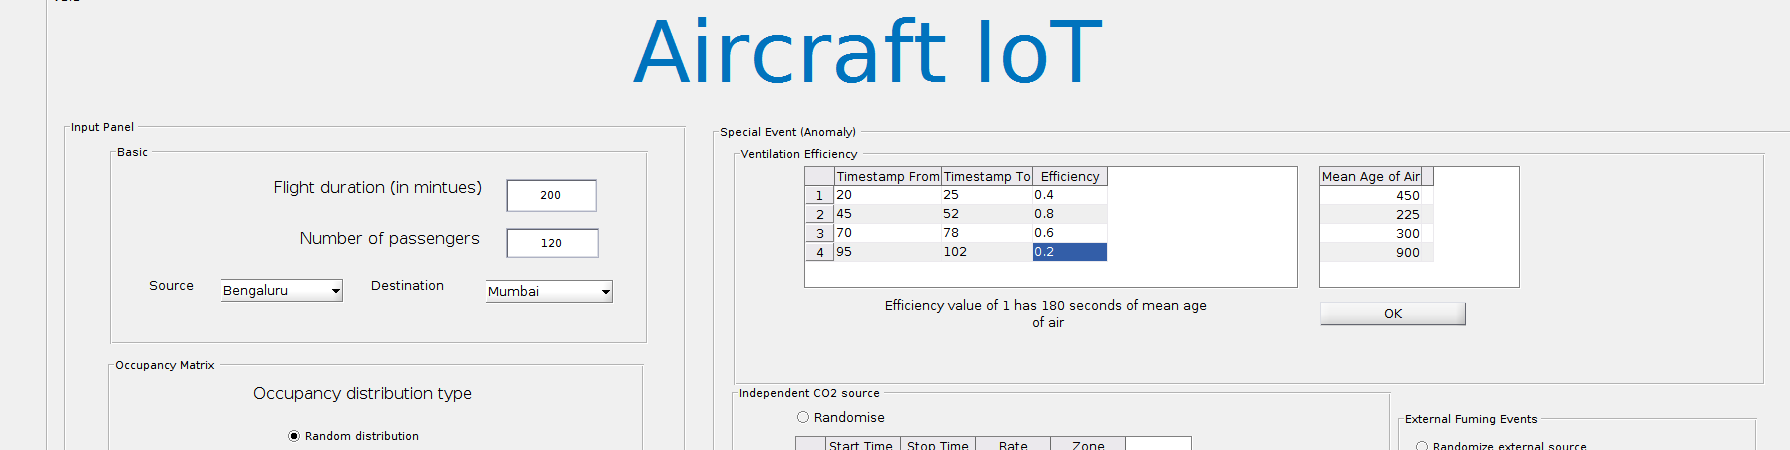 Aircraft IoT
Input Panel
Basic
Flight duration (in mintues) 200
Number of passengers 120
Source Bengaluru Destination Mumbai
Occupancy Matrix
Occupancy distribution type
Random distribution
Special Event (Anomaly)
Ventilation Efficiency
Timestamp From Timestamp To Efficiency
1 20 25 0.4
2 45 52 0.8
3 70 78 0.6
4 95 102 0.2
Mean Age of Air
450
225
300
900
Efficiency value of 1 has 180 seconds of mean age
of air
OK
Independent CO2 source
Randomise
Start Time Stop Time Rate Zone
External Fuming Events
Randomize external source